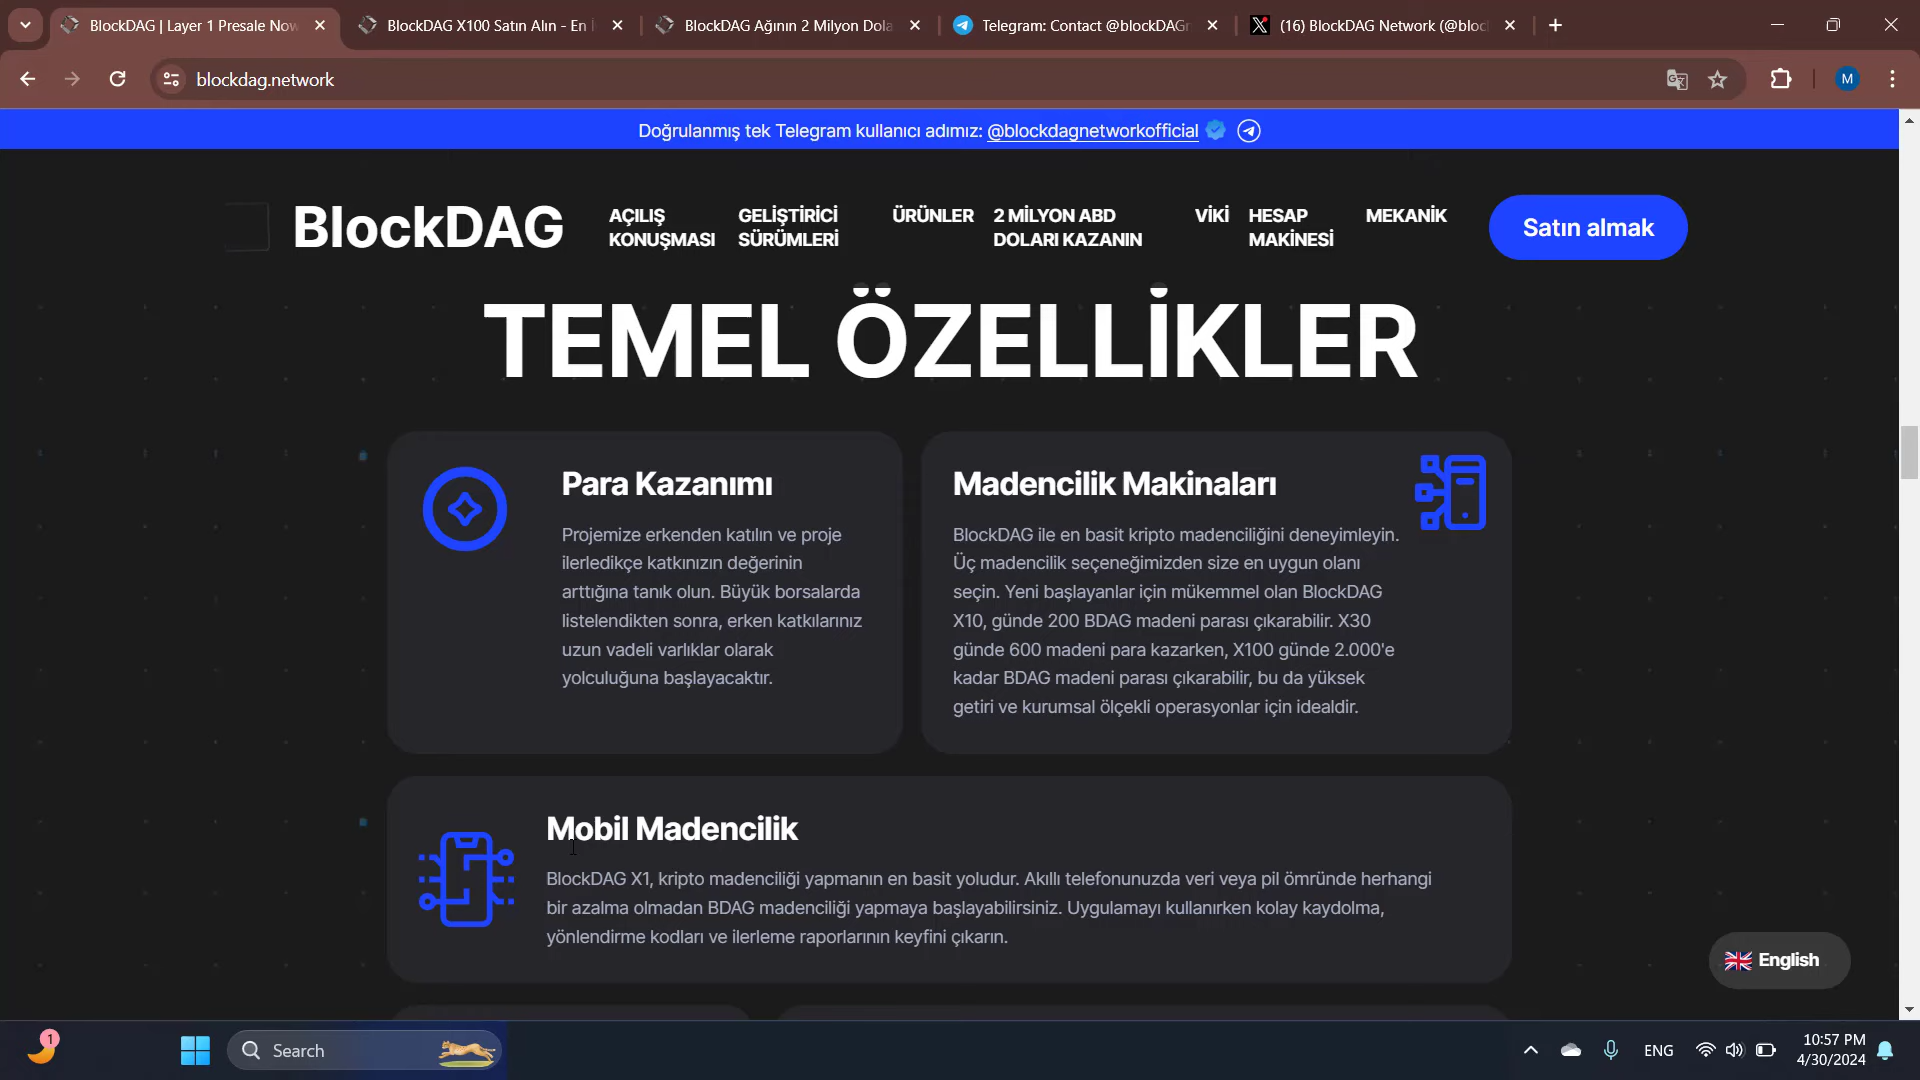 BlockDAG | Layer 1 Presale Now
BlockDAG X100 Satın Alın - En İ
BlockDAG Ağının 2 Milyon Dola
Telegram: Contact @blockDAGn
(16) BlockDAG Network (@bloc
blockdag.network
M
Doğrulanmış tek Telegram kullanıcı adımız: @blockdagnetworkofficial
BlockDAG
AÇILIŞ
KONUŞMASI
GELİŞTİRİCİ
SÜRÜMLERİ
ÜRÜNLER
2 MİLYON ABD
DOLARI KAZANIN
VİKİ
HESAP
MAKİNESİ
MEKANİK
Satın almak
TEMEL ÖZELLİKLER
Para Kazanımı
Projemize erkenden katılın ve proje
ilerledikçe katkınızın değerinin
arttığına tanık olun. Büyük borsalarda
listelendikten sonra, erken katkılarınız
uzun vadeli varlıklar olarak
yolculuğuna başlayacaktır.
Madencilik Makinaları
BlockDAG ile en basit kripto madenciliğini deneyimleyin.
Üç madencilik seçeneğimizden size en uygun olanı
seçin. Yeni başlayanlar için mükemmel olan BlockDAG
X10, günde 200 BDAG madeni parası çıkarabilir. X30
günde 600 madeni para kazarken, X100 günde 2.000'e
kadar BDAG madeni parası çıkarabilir, bu da yüksek
getiri ve kurumsal ölçekli operasyonlar için idealdir.
Mobil Madencilik
BlockDAG X1, kripto madenciliği yapmanın en basit yoludur. Akıllı telefonunuzda veri veya pil ömründe herhangi
bir azalma olmadan BDAG madenciliği yapmaya başlayabilirsiniz. Uygulamayı kullanırken kolay kaydolma,
yönlendirme kodları ve ilerleme raporlarının keyfini çıkarın.
English
1
Search
ENG
10:57 PM
4/30/2024